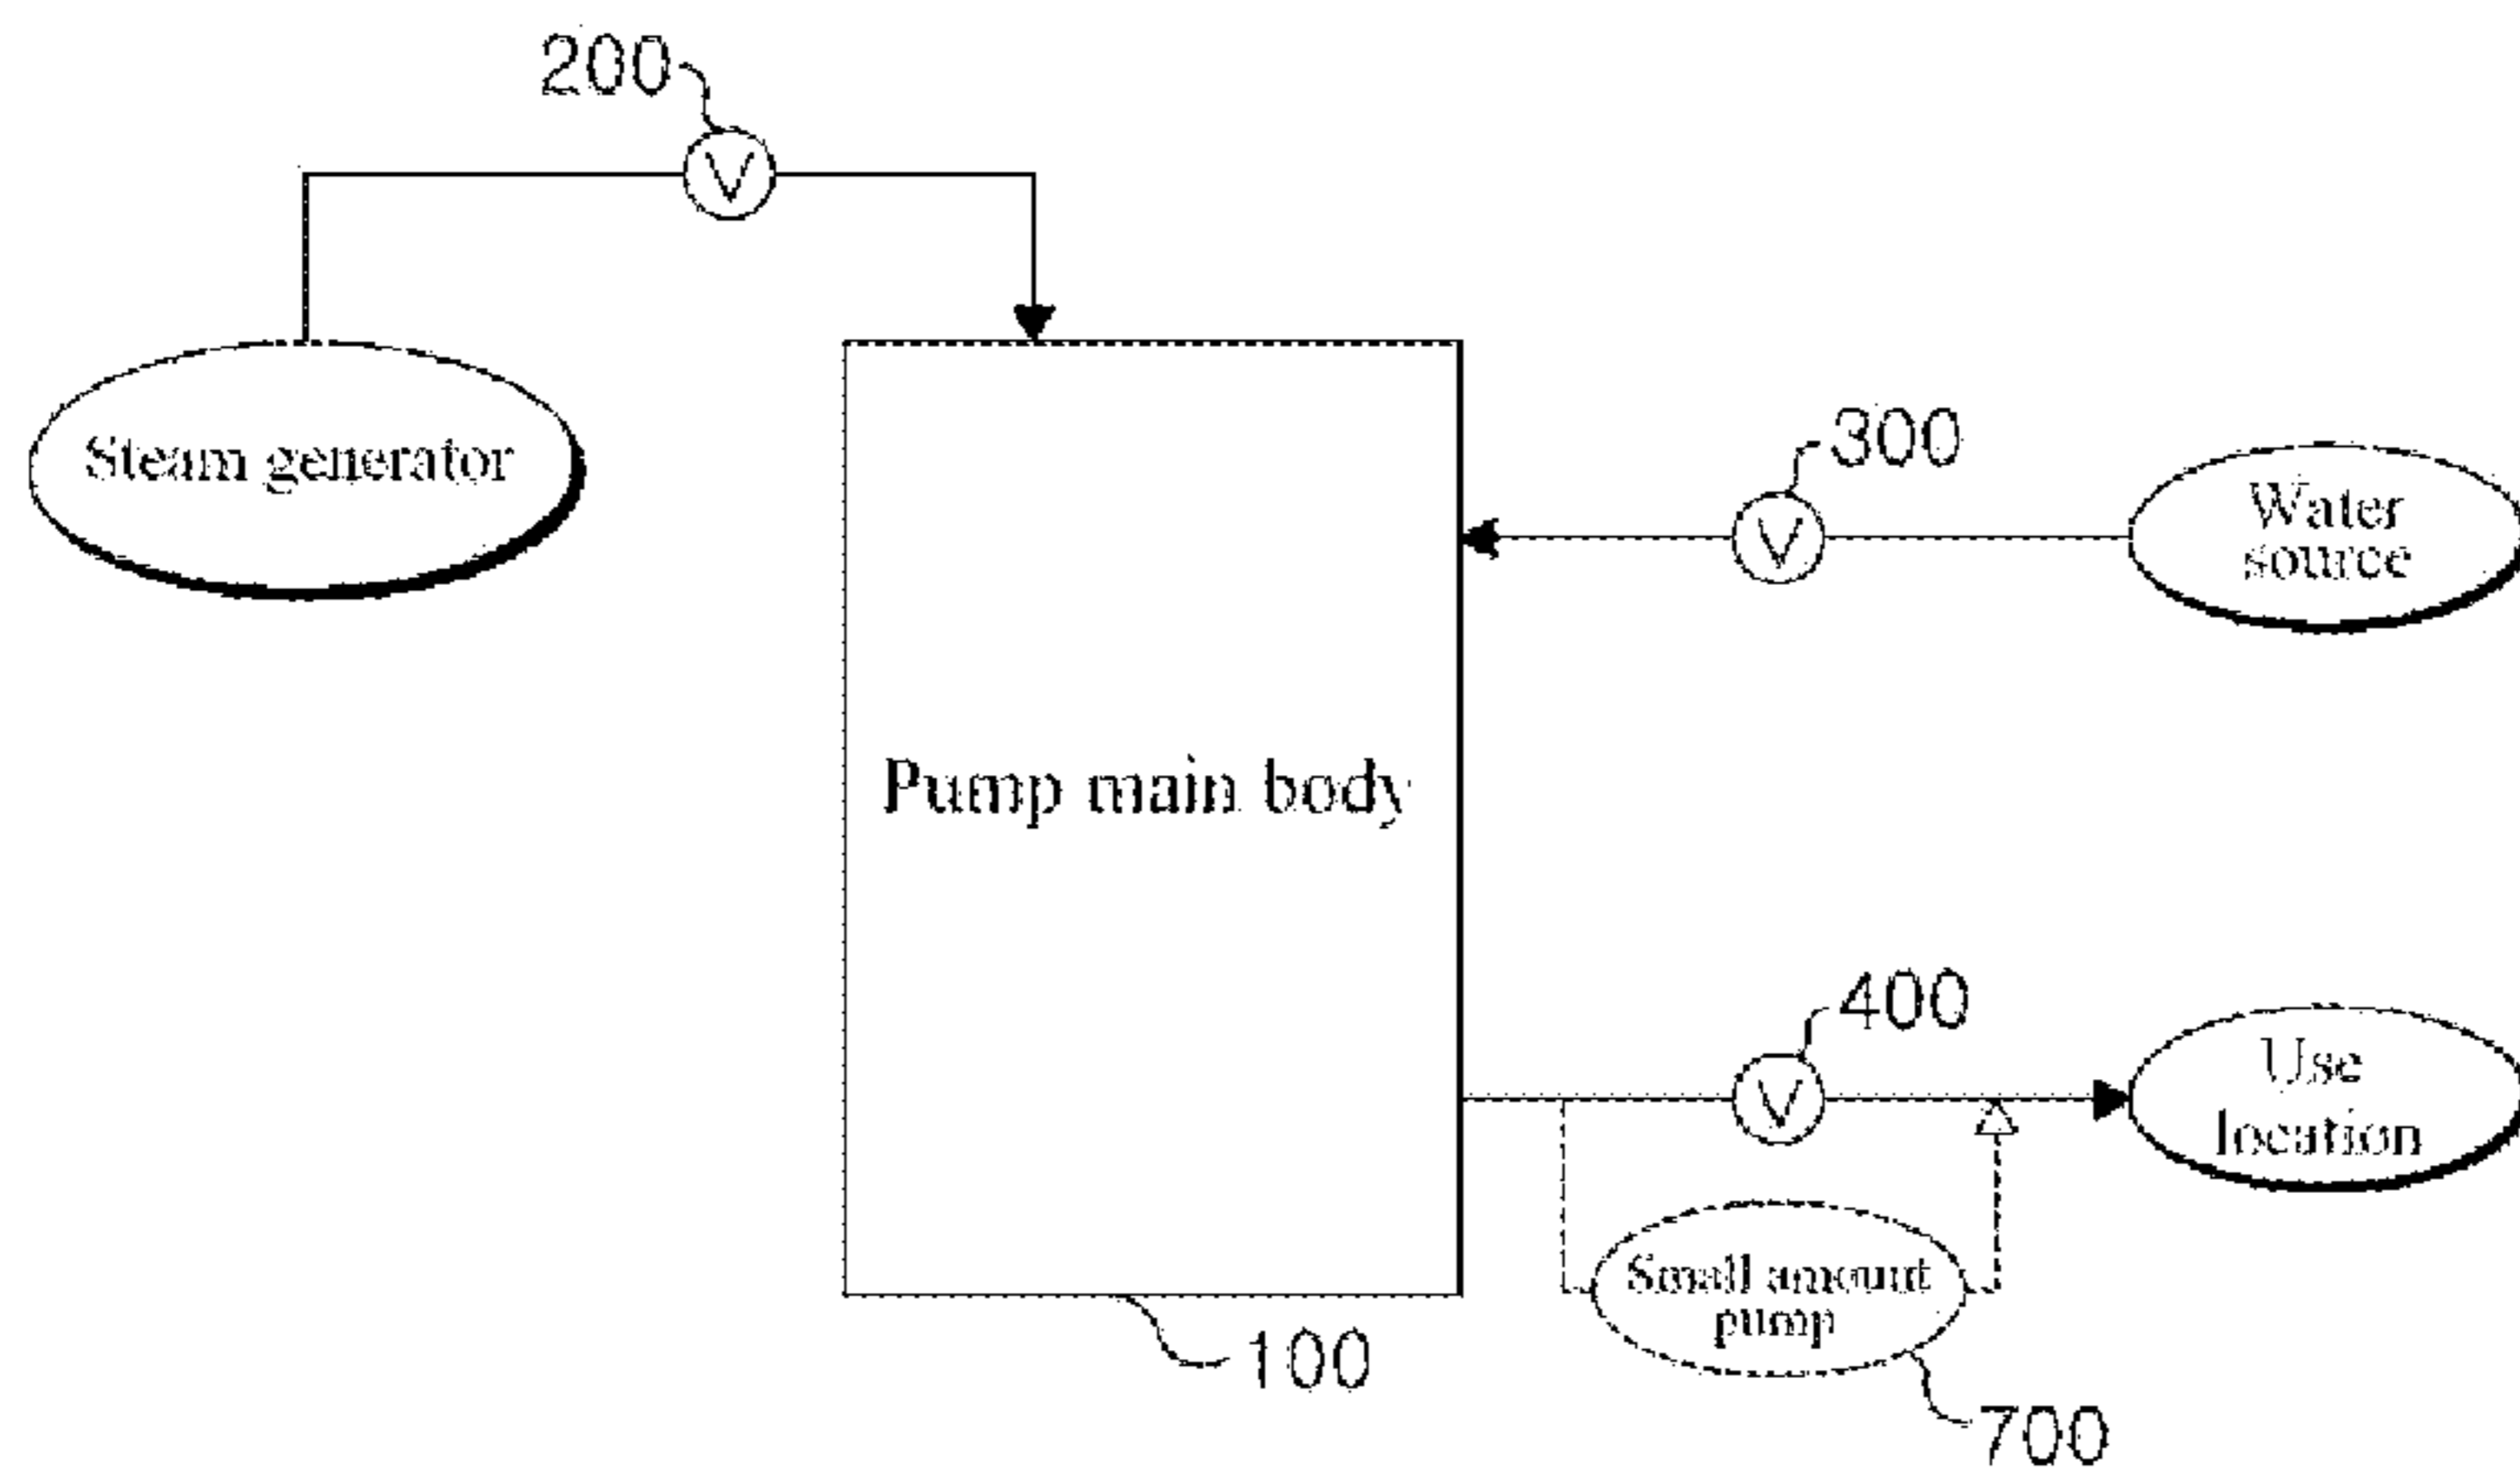 200
V
Steam generator
300
V
Water
source
Pump main body
400
V
Use
location
Small amount
pump
100
700